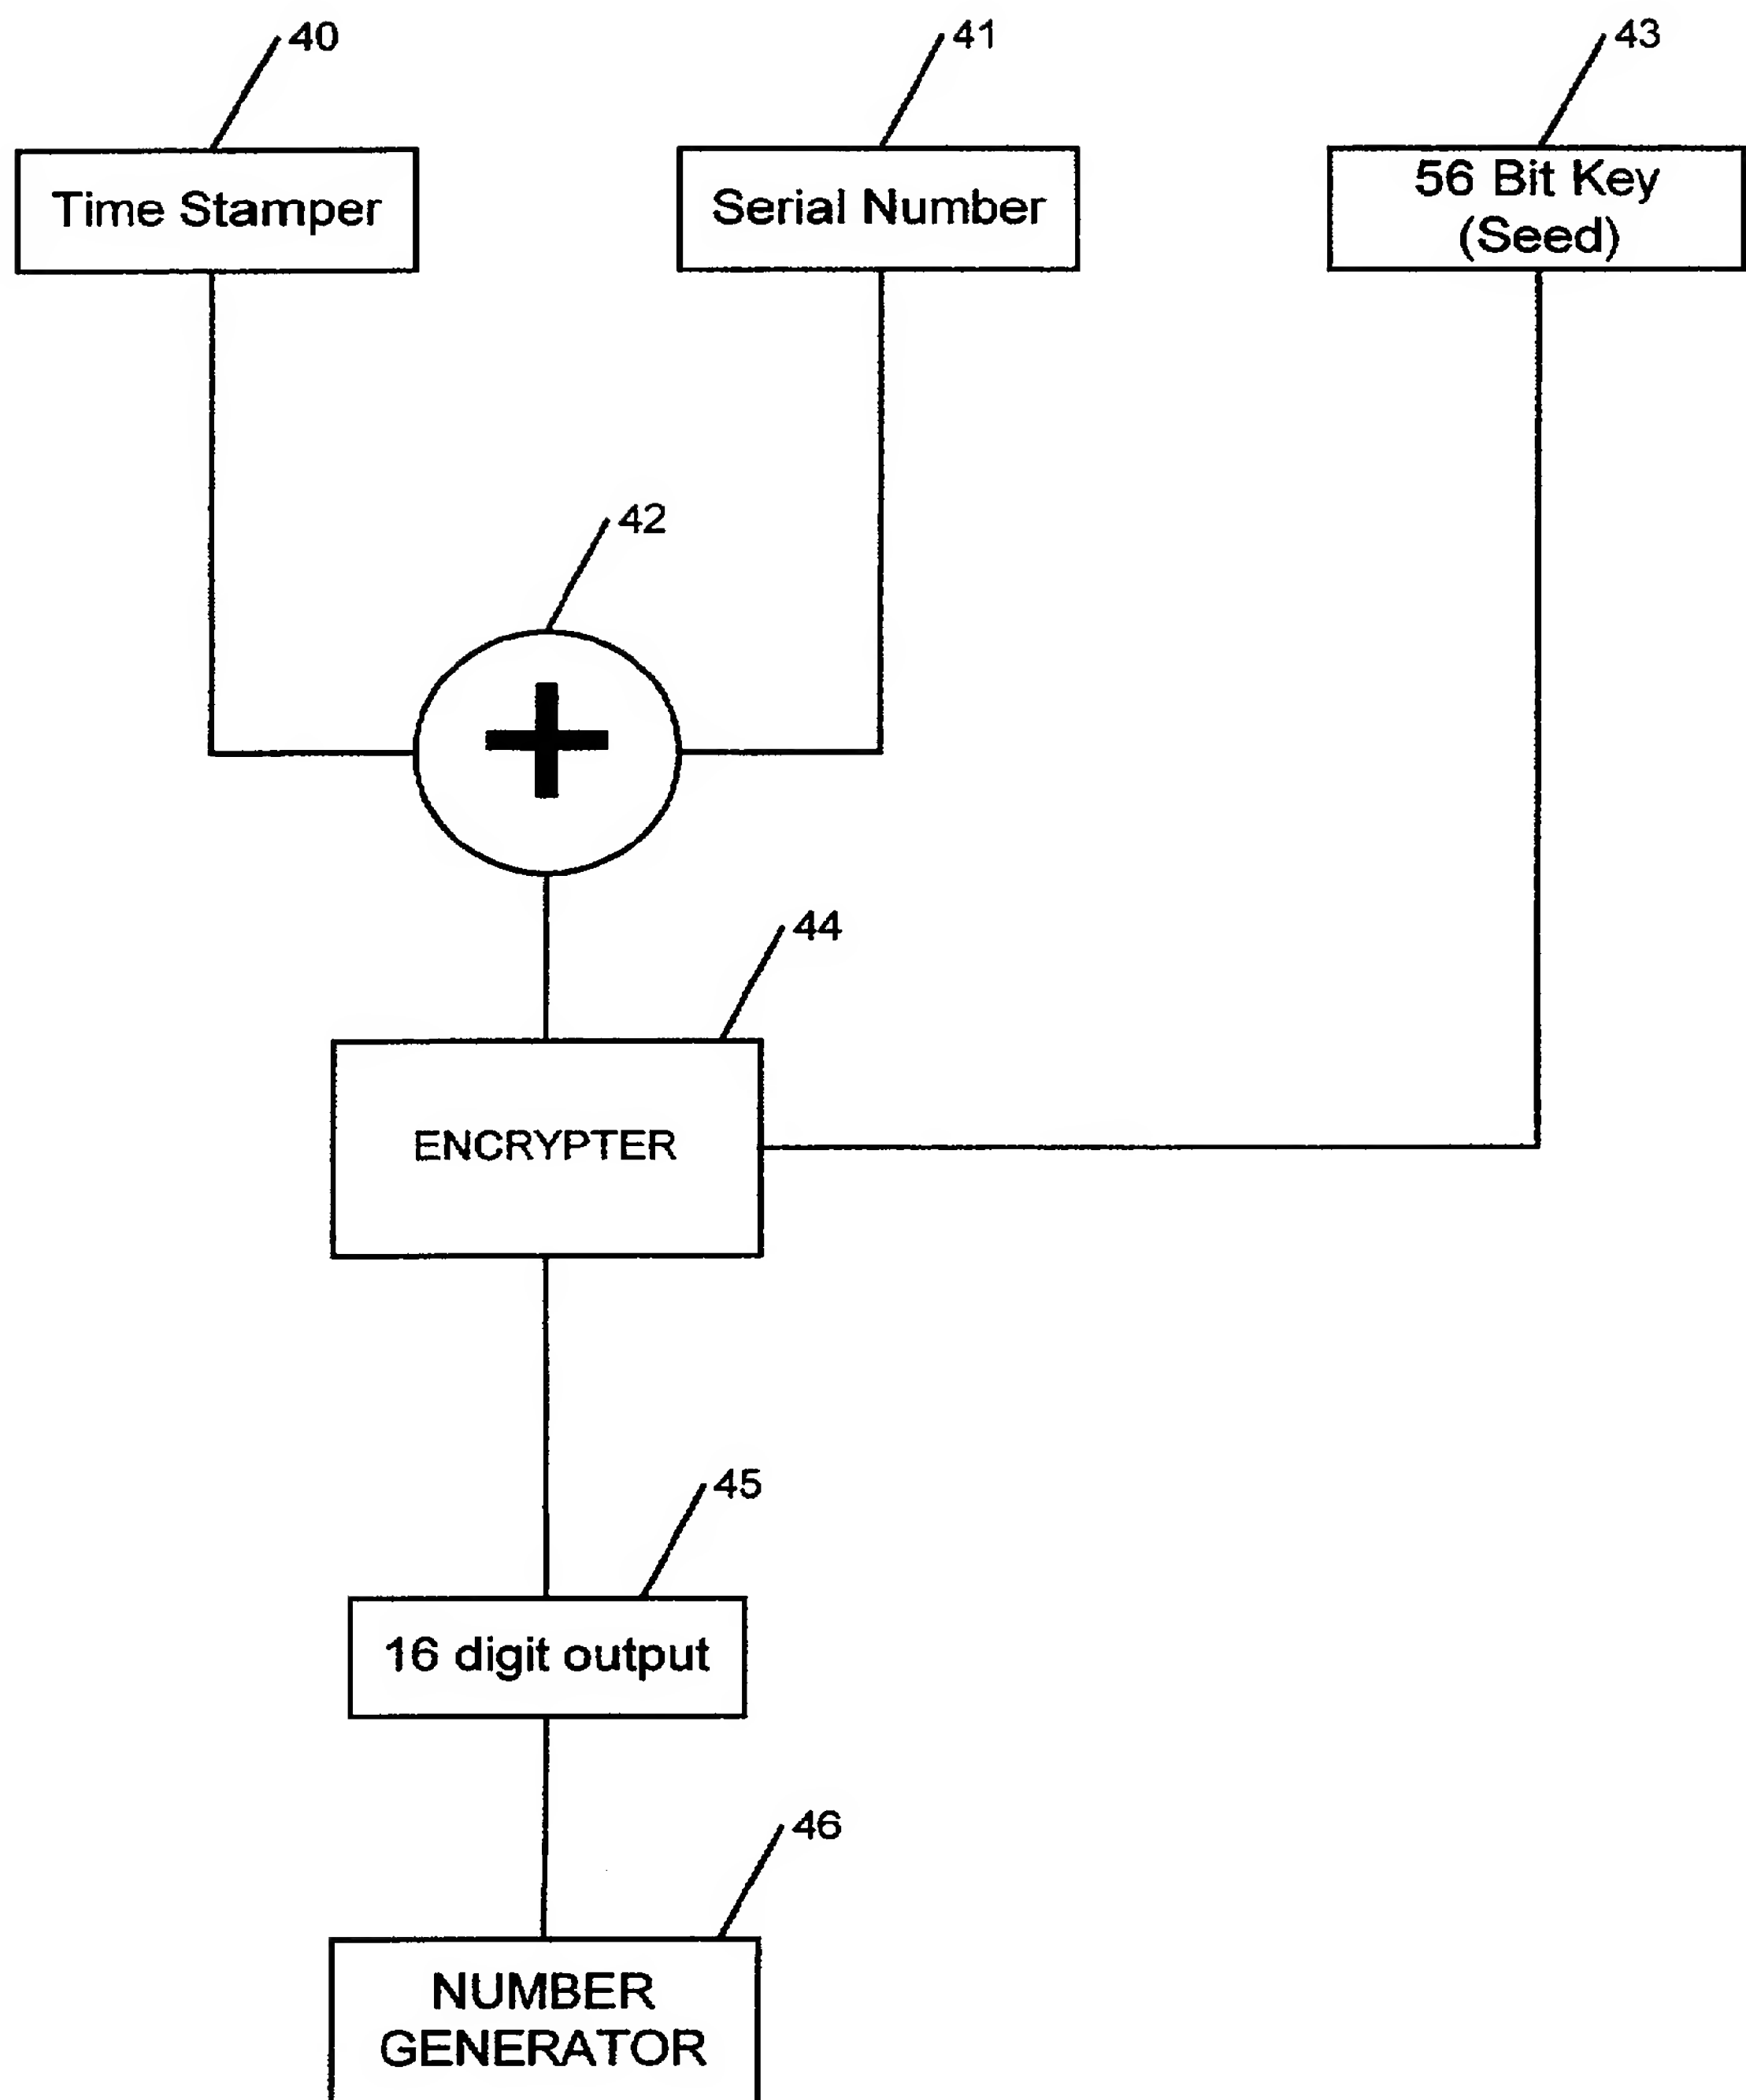 40
41
43
Time Stamper
Serial Number
56 Bit Key
(Seed)
42
+
44
ENCRYPTER
45
16 digit output
46
NUMBER
GENERATOR